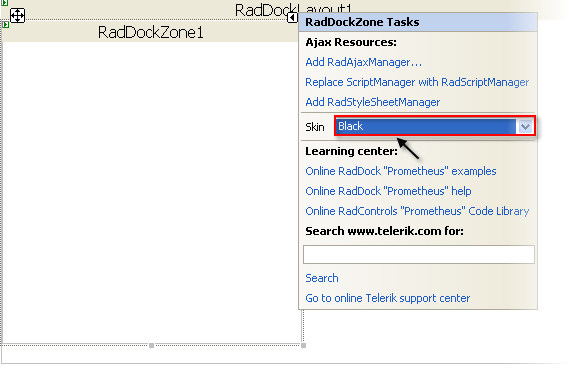 RadDockLayout1
RadDockZone1
RadDockZone Tasks
Ajax Resources:
Add RadAjaxManager...
Replace ScriptManager with RadScriptManager
Add RadStyleSheetManager
Skin Black
Learning center:
Online RadDock "Prometheus" examples
Online RadDock "Prometheus" help
Online RadControls "Prometheus" Code Library
Search www.telerik.com for:
Search
Go to online Telerik support center